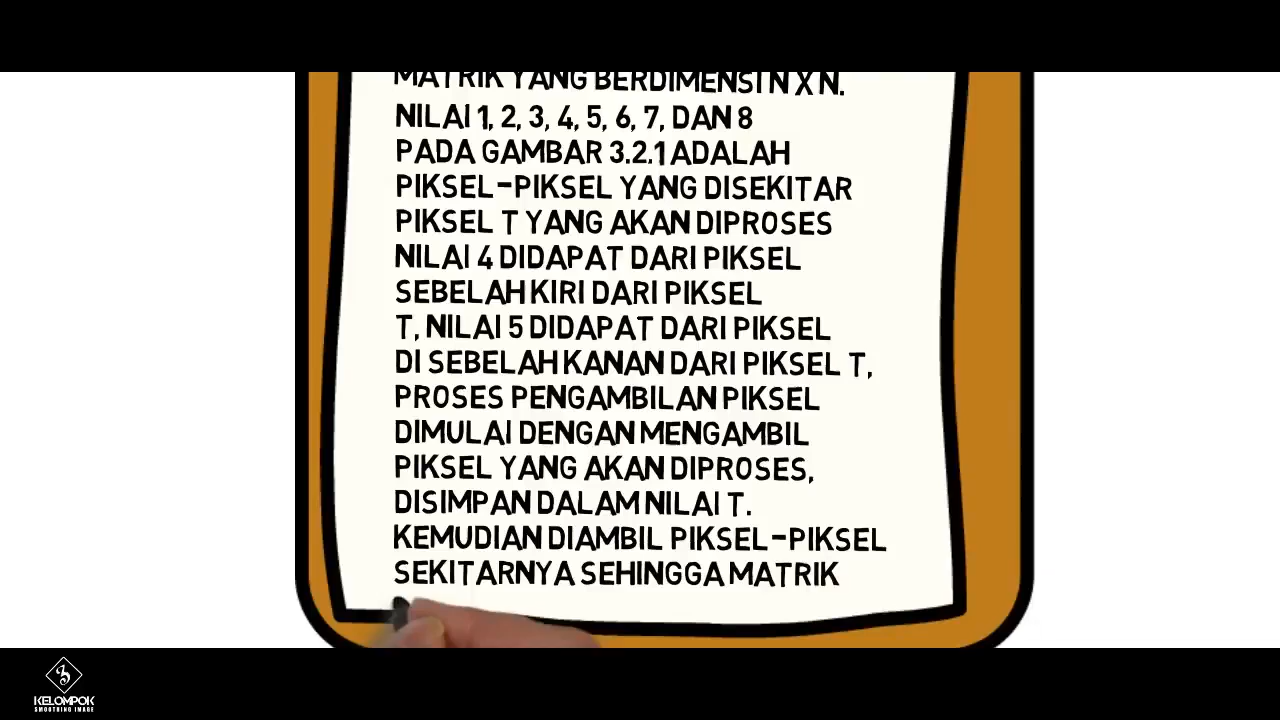 MATRIK YANG BERDIMENSI N X N.
NILAI 1, 2, 3, 4, 5, 6, 7, DAN 8
PADA GAMBAR 3.2.1 ADALAH
PIKSEL-PIKSEL YANG DISEKITAR
PIKSEL T YANG AKAN DIPROSES
NILAI 4 DIDAPAT DARI PIKSEL
SEBELAH KIRI DARI PIKSEL
T, NILAI 5 DIDAPAT DARI PIKSEL
DI SEBELAH KANAN DARI PIKSEL T,
PROSES PENGAMBILAN PIKSEL
DIMULAI DENGAN MENGAMBIL
PIKSEL YANG AKAN DIPROSES,
DISIMPAN DALAM NILAI T.
KEMUDIAN DIAMBIL PIKSEL-PIKSEL
SEKITARNYA SEHINGGA MATRIK
3
KELOMPOK
SMOOTHING IMAGE